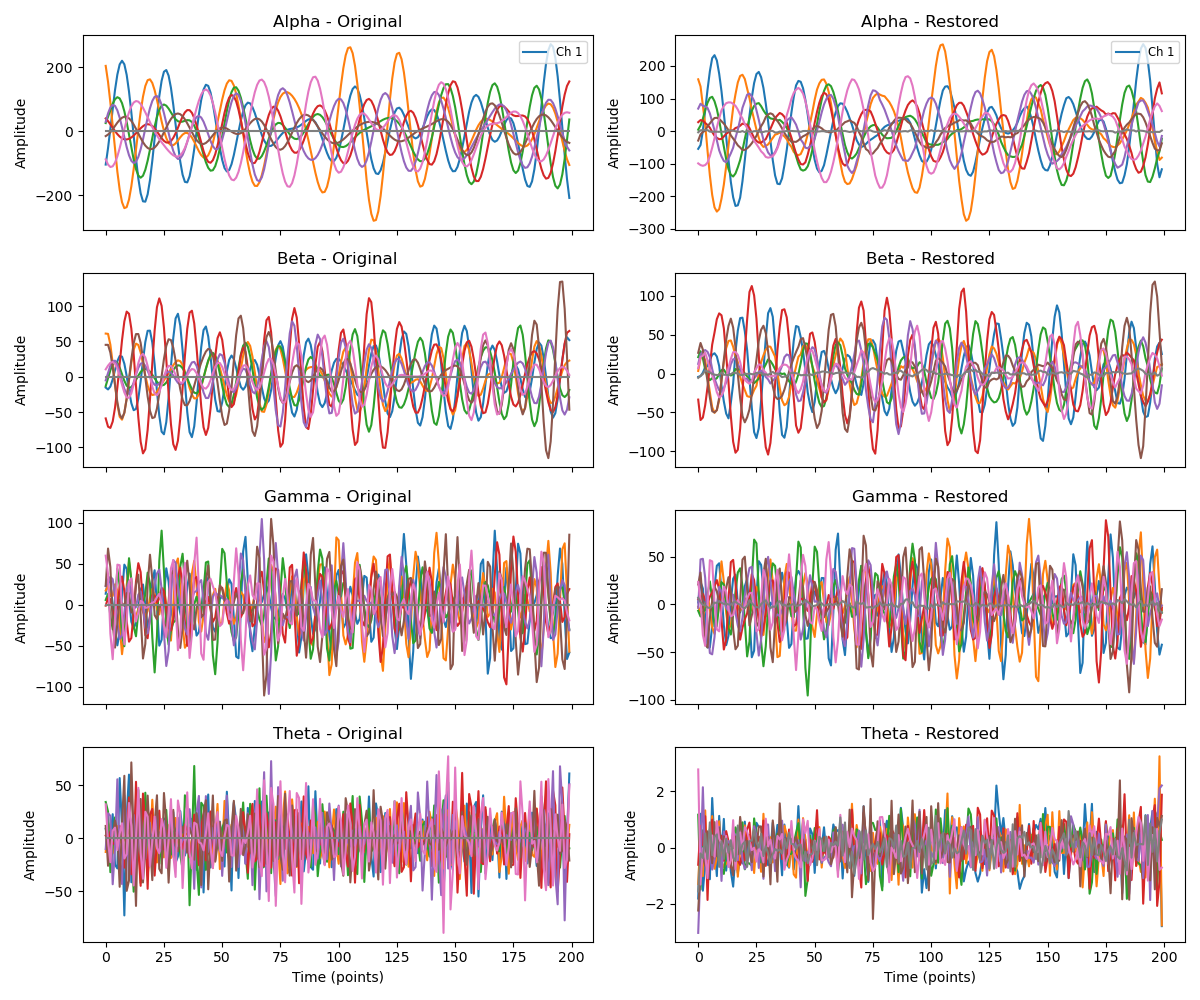 Alpha - Original
Alpha - Restored
Amplitude
200
0
−200
Ch 1
Amplitude
200
100
0
−100
−200
−300
Ch 1
Beta - Original
Beta - Restored
Amplitude
100
50
0
−50
−100
Amplitude
100
50
0
−50
−100
Gamma - Original
Gamma - Restored
Amplitude
100
50
0
−50
−100
Amplitude
50
0
−50
−100
Theta - Original
Theta - Restored
Amplitude
50
0
−50
Amplitude
2
0
−2
0 25 50 75 100 125 150 175 200
0 25 50 75 100 125 150 175 200
Time (points)
Time (points)